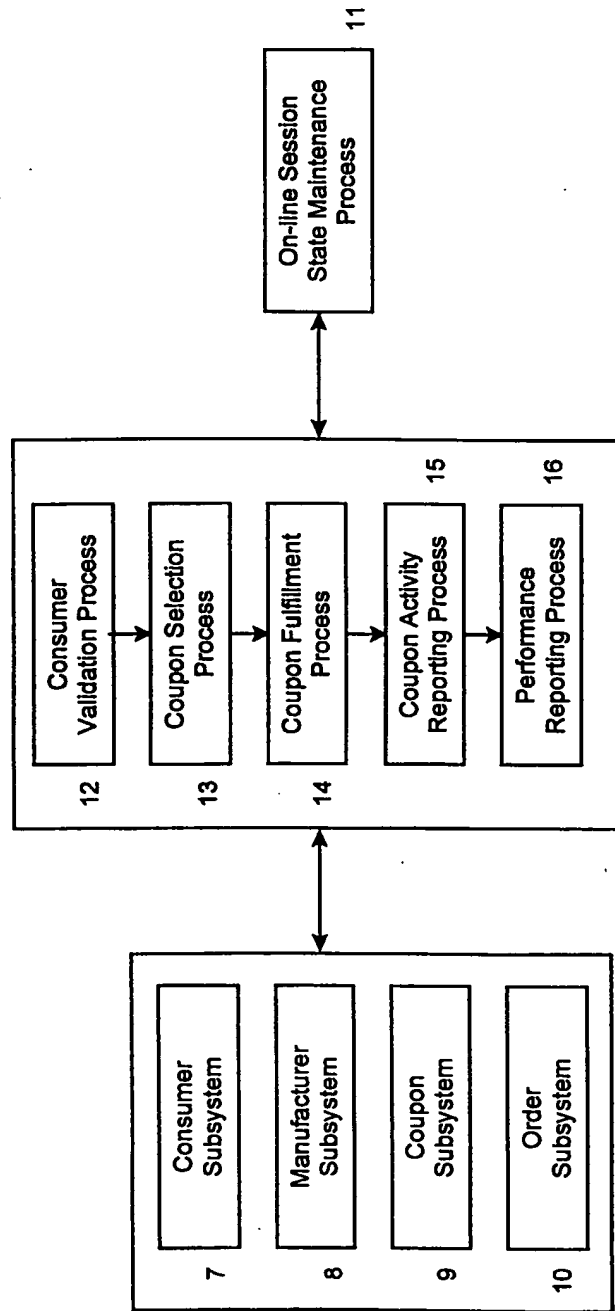 7
Consumer
Subsystem
8
Manufacturer
Subsystem
9
Coupon
Subsystem
10
Order
Subsystem
12
Consumer
Validation Process
13
Coupon Selection
Process
14
Coupon Fulfillment
Process
15
Coupon Activity
Reporting Process
16
Performance
Reporting Process
11
On-line Session
State Maintenance
Process